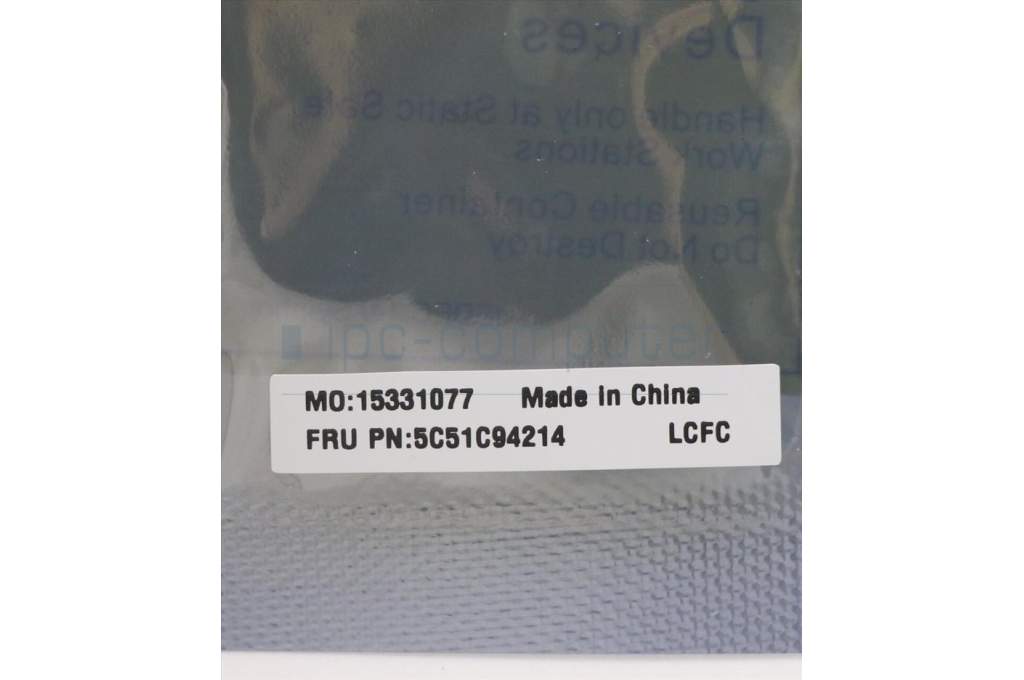 Devices
Handle only at Static Safe
Work Stations
Reusable Container
Do Not Destroy
ipc-computer
MO:15331077 Made in China
FRU PN:5C51C94214 LCFC